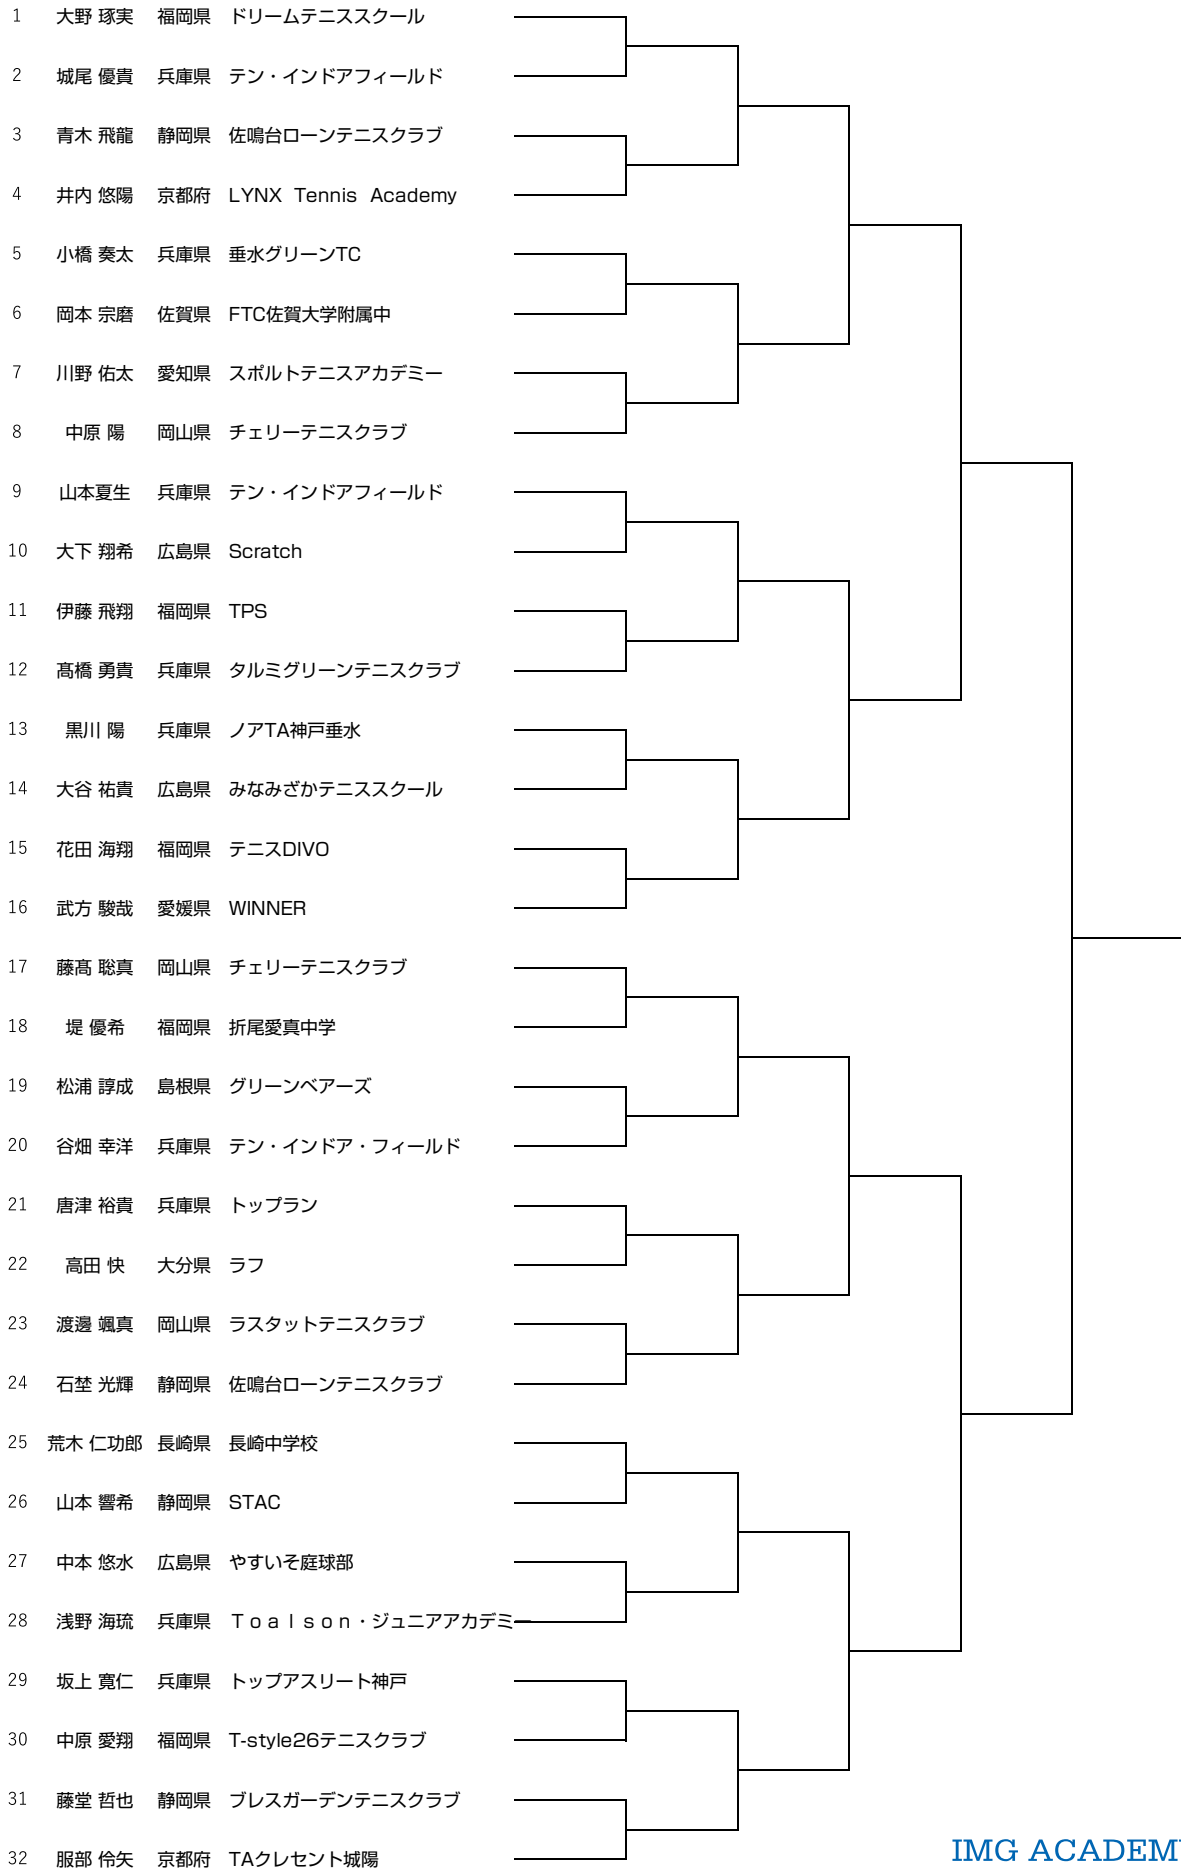 1 大野 琢実 福岡県 ドリームテニススクール
2 城尾 優貴 兵庫県 テン・インドアフィールド
3 青木 飛龍 静岡県 佐鳴台ローンテニスクラブ
4 井内 悠陽 京都府 LYNX Tennis Academy
5 小橋 奏太 兵庫県 垂水グリーンTC
6 岡本 宗磨 佐賀県 FTC佐賀大学附属中
7 川野 佑太 愛知県 スポルトテニスアカデミー
8 中原 陽 岡山県 チェリーテニスクラブ
9 山本夏生 兵庫県 テン・インドアフィールド
10 大下 翔希 広島県 Scratch
11 伊藤 飛翔 福岡県 TPS
12 髙橋 勇貴 兵庫県 タルミグリーンテニスクラブ
13 黒川 陽 兵庫県 ノアTA神戸垂水
14 大谷 祐貴 広島県 みなみざかテニススクール
15 花田 海翔 福岡県 テニスDIVO
16 武方 駿哉 愛媛県 WINNER
17 藤髙 聡真 岡山県 チェリーテニスクラブ
18 堤 優希 福岡県 折尾愛真中学
19 松浦 諄成 島根県 グリーンベアーズ
20 谷畑 幸洋 兵庫県 テン・インドア・フィールド
21 唐津 裕貴 兵庫県 トップラン
22 高田 快 大分県 ラフ
23 渡邊 颯真 岡山県 ラスタットテニスクラブ
24 石埜 光輝 静岡県 佐鳴台ローンテニスクラブ
25 荒木 仁功郎 長崎県 長崎中学校
26 山本 響希 静岡県 STAC
27 中本 悠水 広島県 やすいそ庭球部
28 浅野 海琉 兵庫県 Ｔｏａｌｓｏｎ・ジュニアアカデミー
29 坂上 寛仁 兵庫県 トップアスリート神戸
30 中原 愛翔 福岡県 T-style26テニスクラブ
31 藤堂 哲也 静岡県 ブレスガーデンテニスクラブ
32 服部 伶矢 京都府 TAクレセント城陽
IMG ACADEM